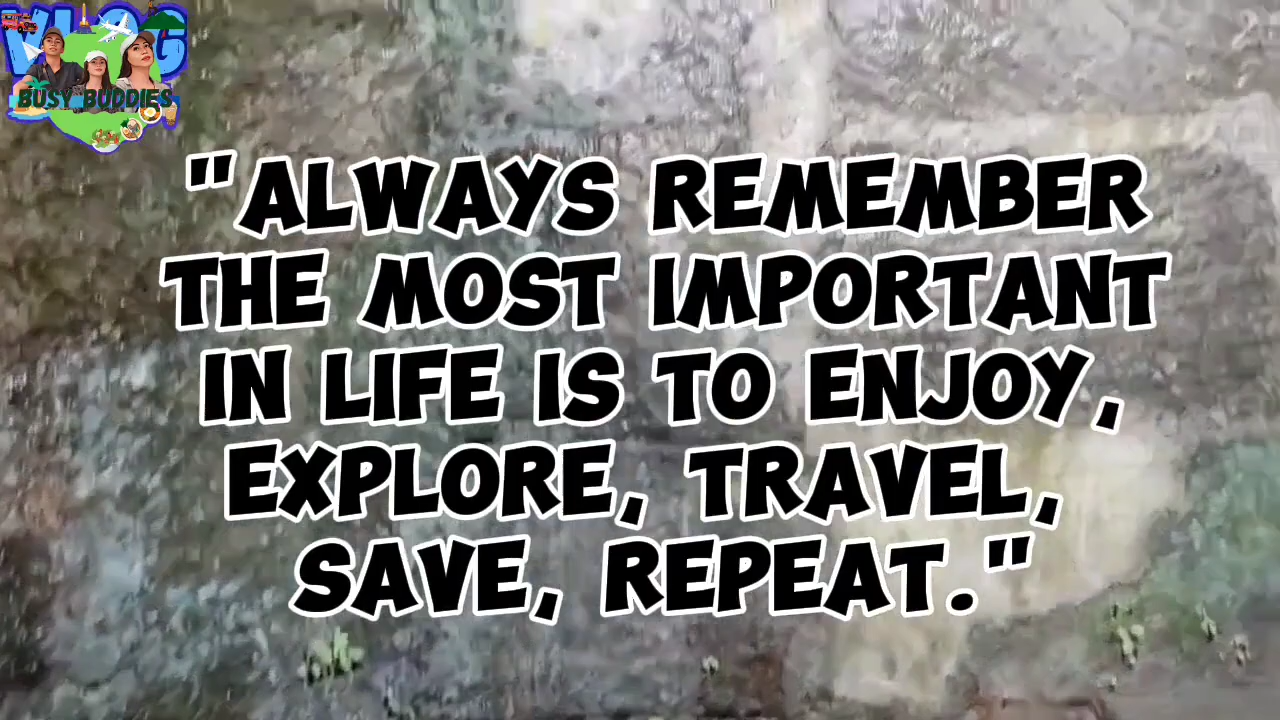 VLOG
BUSY BUDDIES
"ALWAYS REMEMBER
THE MOST IMPORTANT
IN LIFE IS TO ENJOY,
EXPLORE, TRAVEL,
SAVE, REPEAT."